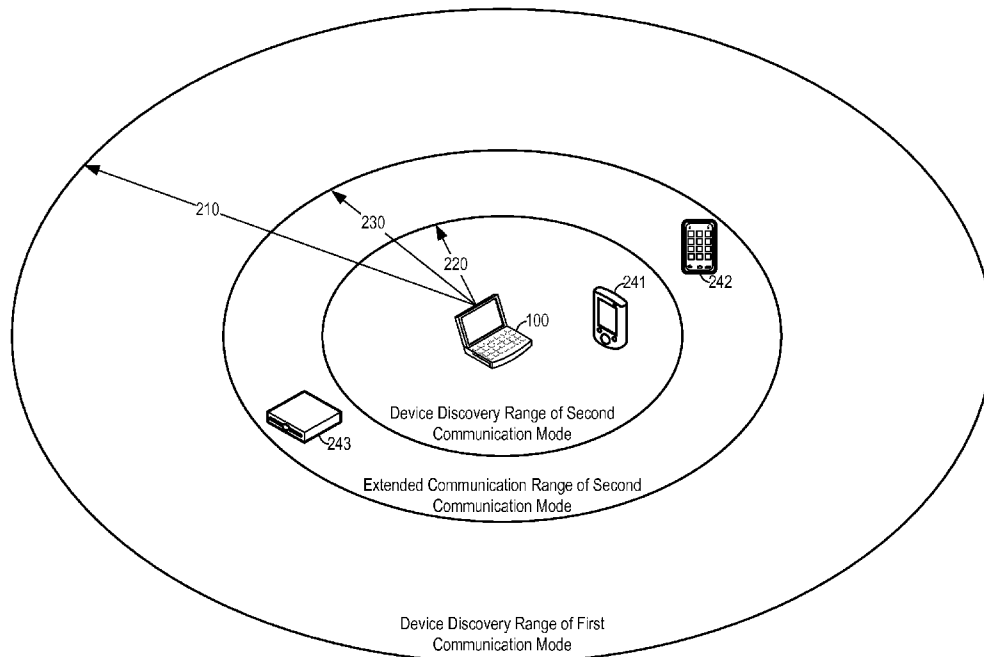 210
230
220
241
242
100
243
Device Discovery Range of Second
Communication Mode
Extended Communication Range of Second
Communication Mode
Device Discovery Range of First
Communication Mode